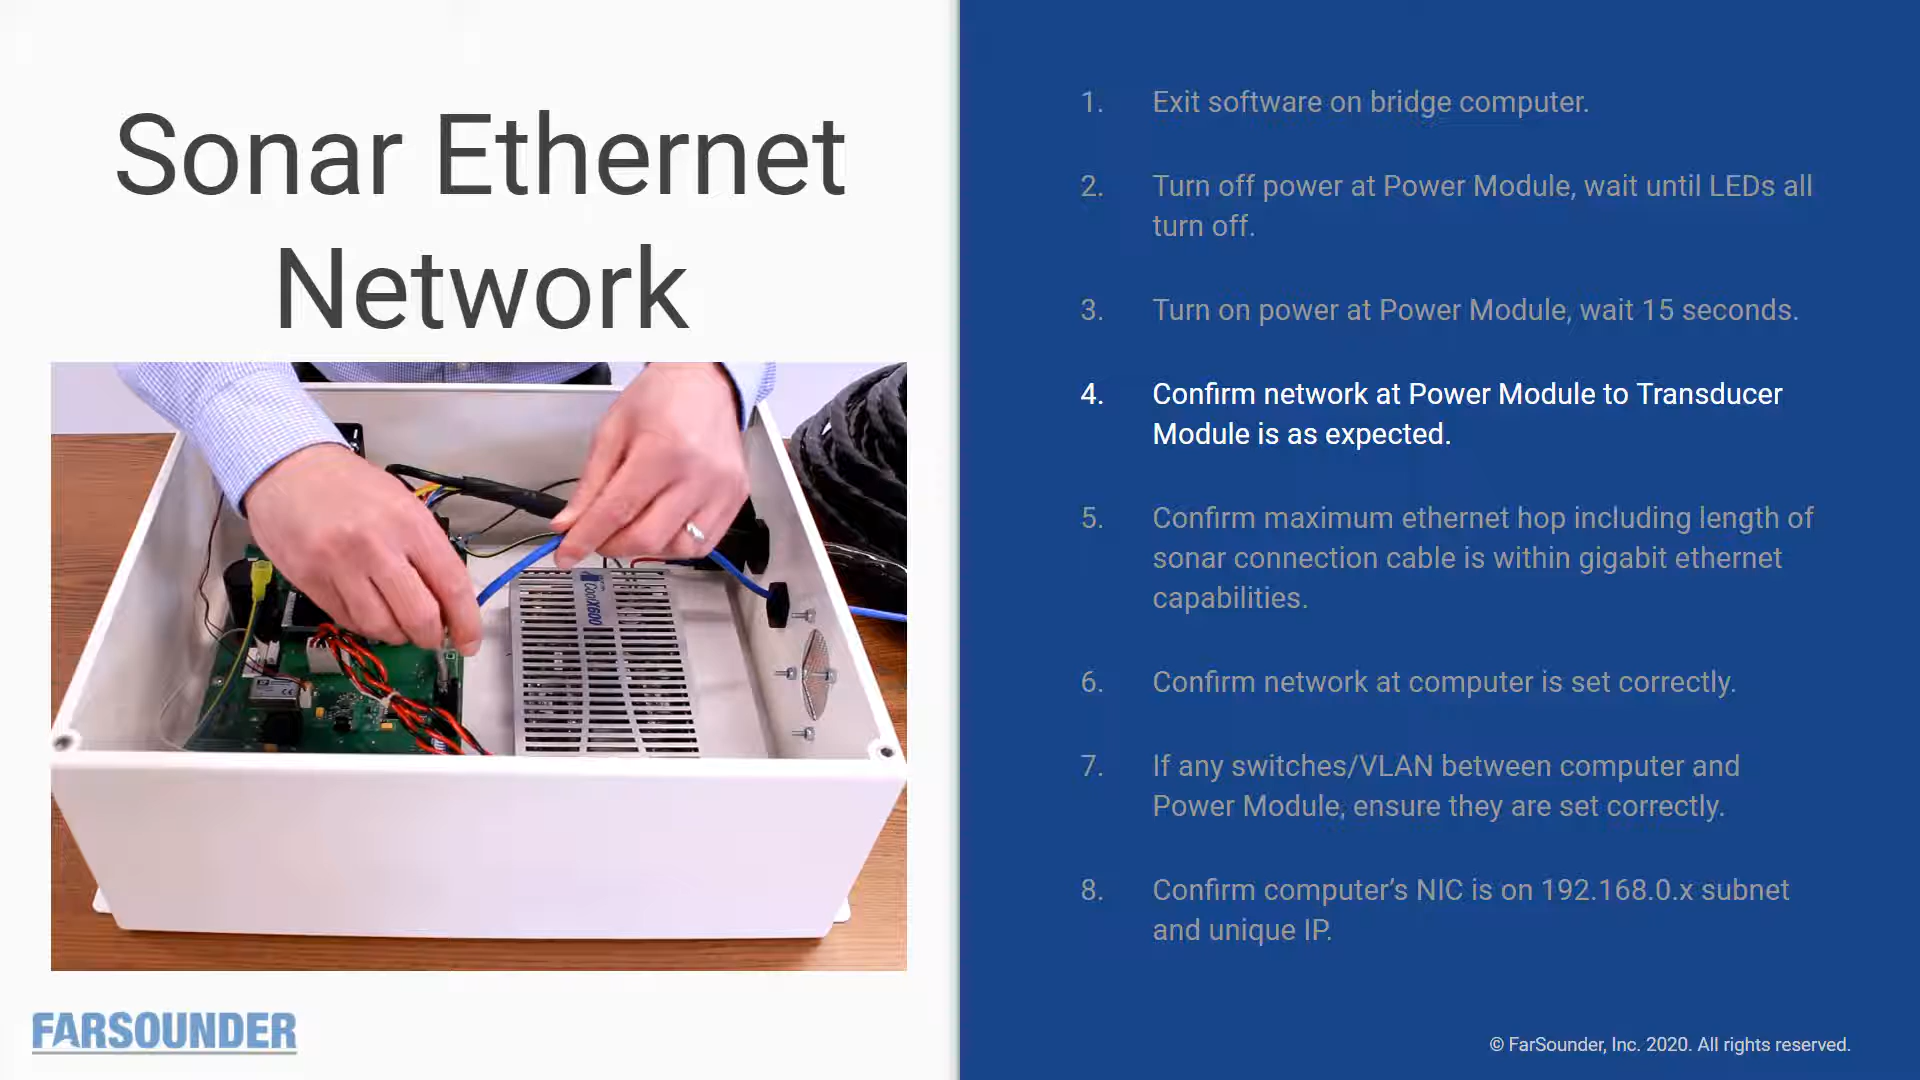 Sonar Ethernet
Network
1. Exit software on bridge computer.
2. Turn off power at Power Module, wait until LEDs all
turn off.
3. Turn on power at Power Module, wait 15 seconds.
4. Confirm network at Power Module to Transducer
Module is as expected.
5. Confirm maximum ethernet hop including length of
sonar connection cable is within gigabit ethernet
capabilities.
6. Confirm network at computer is set correctly.
7. If any switches/VLAN between computer and
Power Module, ensure they are set correctly.
8. Confirm computer’s NIC is on 192.168.0.x subnet
and unique IP.
CoolX600
FARSOUNDER
© FarSounder, Inc. 2020. All rights reserved.